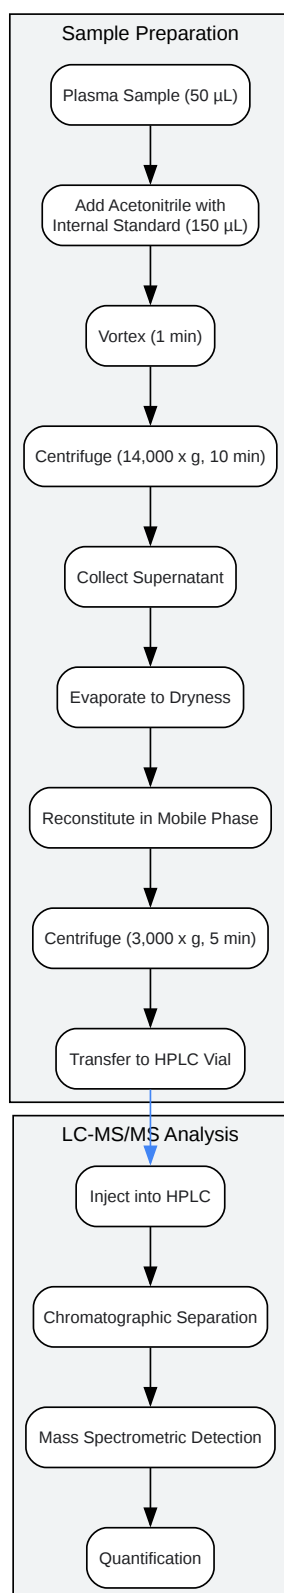 Sample Preparation
Plasma Sample (50 µL)
Add Acetonitrile with
Internal Standard (150 µL)
Vortex (1 min)
Centrifuge (14,000 x g, 10 min)
Collect Supernatant
Evaporate to Dryness
Reconstitute in Mobile Phase
Centrifuge (3,000 x g, 5 min)
Transfer to HPLC Vial
LC-MS/MS Analysis
Inject into HPLC
Chromatographic Separation
Mass Spectrometric Detection
Quantification